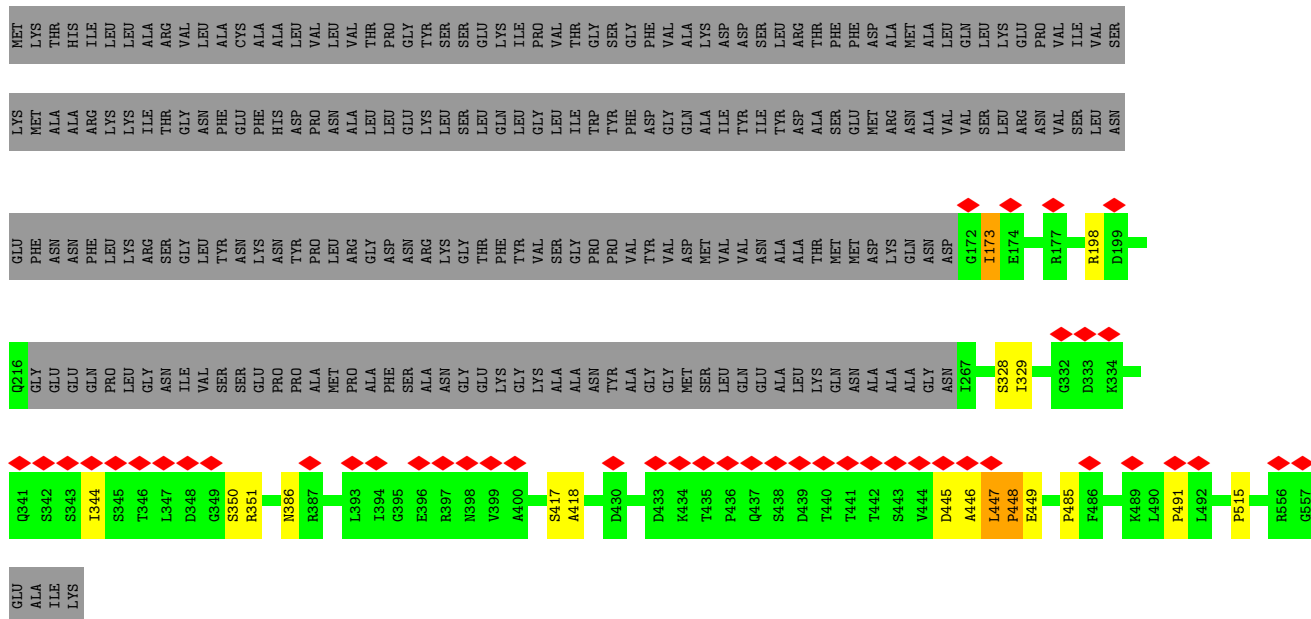 MET LYS THR HIS ILE LEU LEU ALA ARG VAL LEU ALA CYS ALA ALA LEU VAL LEU VAL THR PRO GLY TYR SER SER GLU LYS ILE PRO VAL THR GLY SER GLY PHE VAL ALA LYS ASP ASP SER LEU ARG THR PHE PHE ASP ALA MET ALA LEU GLN LEU LYS GLU PRO VAL ILE VAL SER
LYS MET ALA ALA ARG LYS LYS ILE THR GLY ASN PHE GLU PHE HIS ASP PRO ASN ALA LEU LEU GLU LYS LEU SER LEU GLN LEU GLY LEU ILE TRP TYR PHE ASP GLY GLN ALA ILE TYR ILE TYR ASP ALA SER GLU MET ARG ASN ALA VAL VAL SER LEU ARG ASN VAL SER LEU ASN
GLU PHE ASN ASN PHE LEU LYS ARG SER GLY LEU TYR ASN LYS ASN TYR PRO LEU ARG GLY ASP ASN ARG LYS GLY THR PHE TYR VAL SER GLY PRO PRO VAL TYR VAL ASP MET VAL VAL ASN ALA ALA THR MET MET ASP LYS GLN ASN ASP G172 I173 E174 R177 R198 D199
Q216 GLY GLU GLU GLN PRO LEU GLY ASN ILE VAL SER SER GLU PRO PRO ALA MET PRO ALA PHE SER ALA ASN GLY GLU LYS GLY LYS ALA ALA ASN TYR ALA GLY GLY MET SER LEU GLN GLU ALA LEU LYS GLN ASN ALA ALA ALA GLY ASN I267 S328 I329 G332 D333 K334
Q341 S342 S343 I344 S345 T346 L347 D348 G349 S350 R351 N386 R387 L393 I394 G395 E396 R397 N398 V399 A400 S417 A418 D430 D433 K434 T435 P436 Q437 S438 D439 T440 T441 T442 S443 V444 D445 A446 L447 P448 E449 P485 F486 K489 L490 P491 L492 P515 R556 G557
GLU ALA ILE LYS